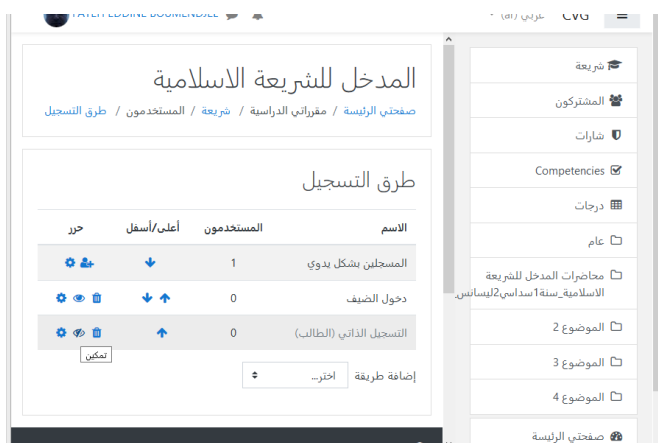 CVG عربي (ar)
FATEH EDDINE BOUMENDJEL
شريعة
المشتركون
شارات
Competencies
درجات
عام
محاضرات المدخل للشريعة
الاسلامية_سنة1سداسي2ليسانس_
الموضوع 2
الموضوع 3
الموضوع 4
صفحتي الرئيسة
المدخل للشريعة الاسلامية
صفحتي الرئيسة / مقرراتي الدراسية / شريعة / المستخدمون / طرق التسجيل
طرق التسجيل
الاسم المستخدمون أعلى/أسفل حرر
المسجلين بشكل يدوي 1
دخول الضيف 0
التسجيل الذاتي (الطالب) 0
تمكين
إضافة طريقة اختر...